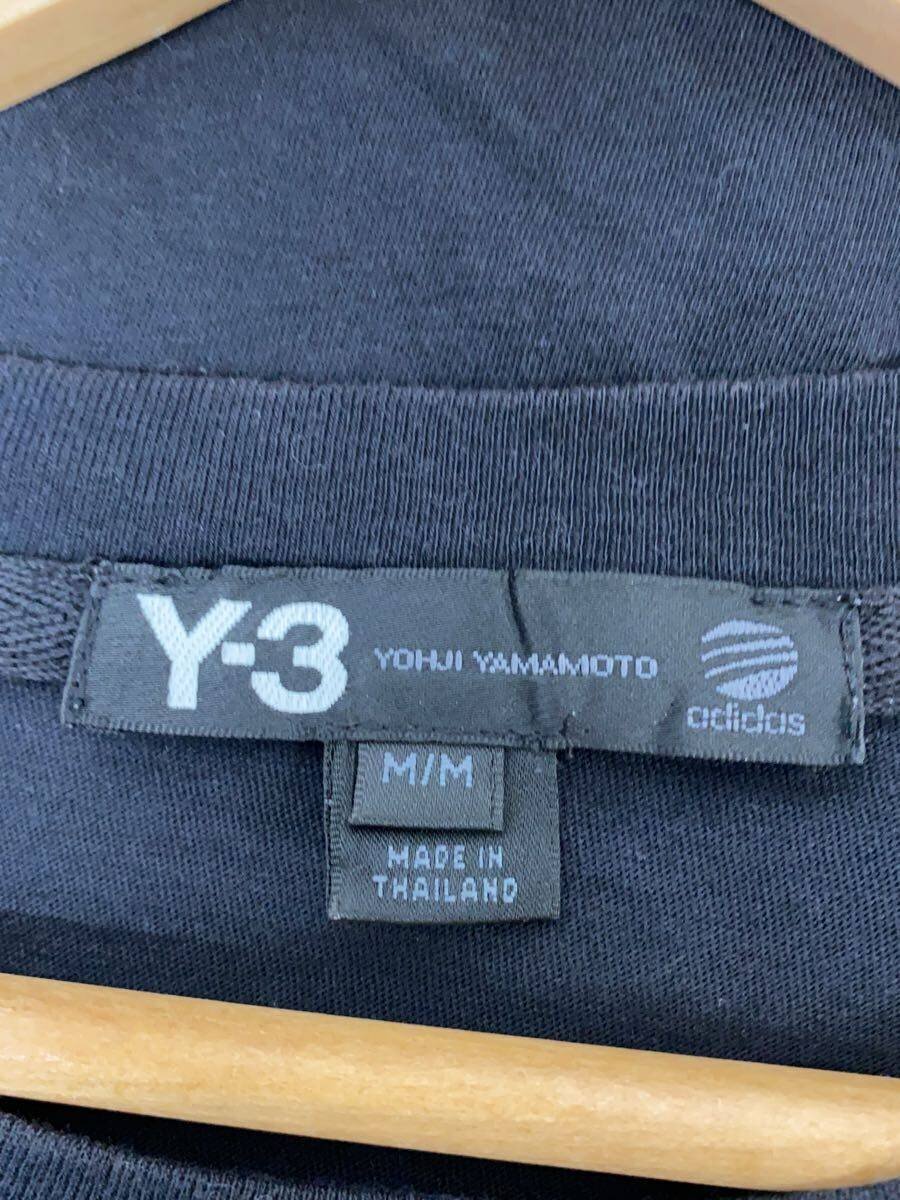 Y-3 YOHJI YAMAMOTO
adidas
M/M
MADE IN
THAILAND